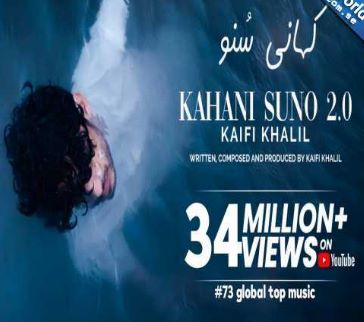 کہانی سُنو
KAHANI SUNO 2.0
KAIFI KHALIL
WRITTEN, COMPOSED AND PRODUCED BY KAIFI KHALIL
34 MILLION+
VIEWS ON
YouTube
#73 global top music